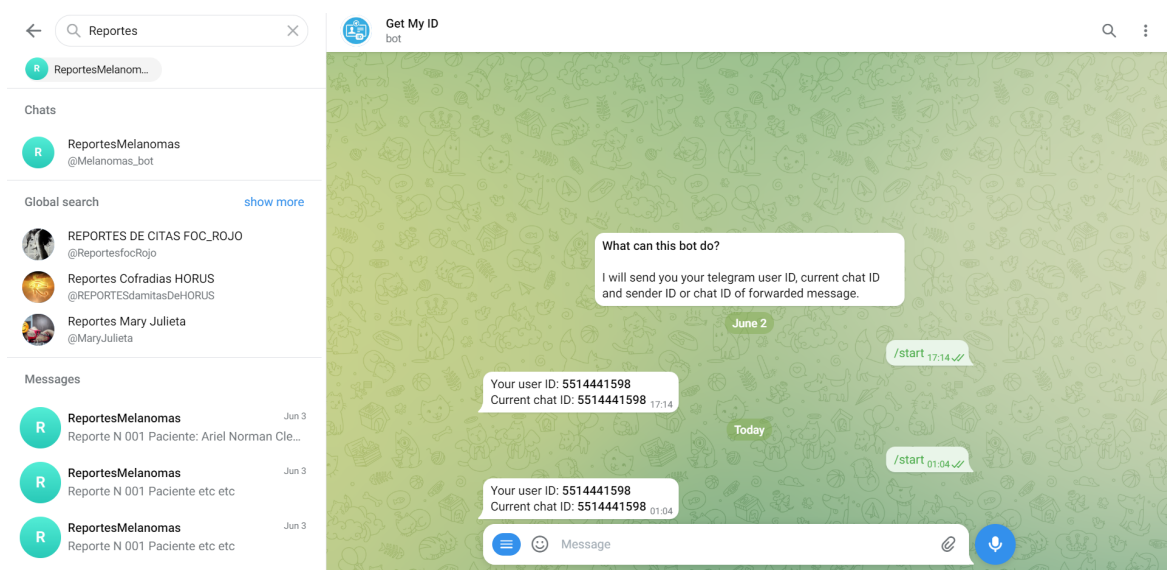 Reportes
R ReportesMelanom...
Chats
R
ReportesMelanomas
@Melanomas_bot
Global search show more
REPORTES DE CITAS FOC_ROJO
@ReportesfocRojo
Reportes Cofradias HORUS
@REPORTESdamitasDeHORUS
Reportes Mary Julieta
@MaryJulieta
Messages
R
ReportesMelanomas Jun 3
Reporte N 001 Paciente: Ariel Norman Cle...
R
ReportesMelanomas Jun 3
Reporte N 001 Paciente etc etc
R
ReportesMelanomas Jun 3
Reporte N 001 Paciente etc etc
Get My ID
bot
What can this bot do?
I will send you your telegram user ID, current chat ID
and sender ID or chat ID of forwarded message.
June 2
/start 17:14
Your user ID: 5514441598
Current chat ID: 5514441598 17:14
Today
/start 01:04
Your user ID: 5514441598
Current chat ID: 5514441598 01:04
Message